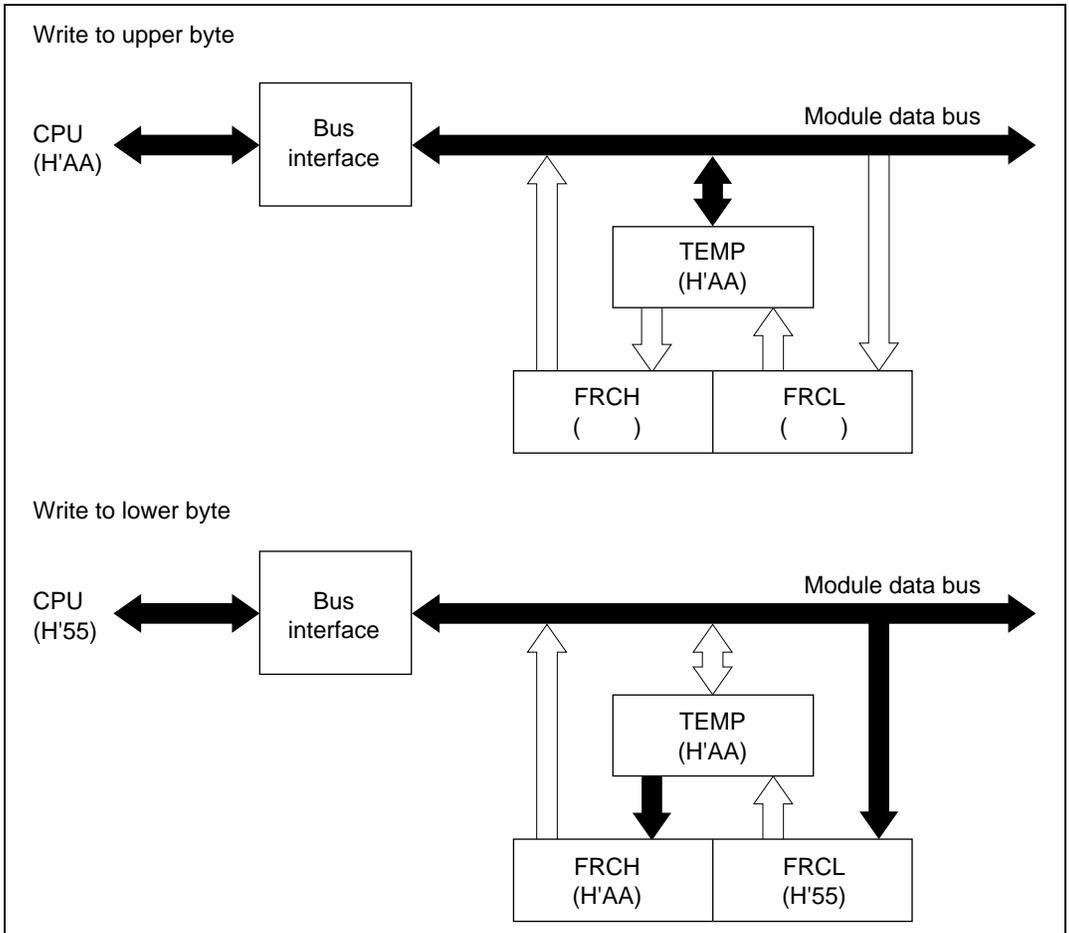 Write to upper byte
Module data bus
CPU
(H'AA)
Bus
interface
TEMP
(H'AA)
FRCH
(       )
FRCL
(       )
Write to lower byte
Module data bus
CPU
(H'55)
Bus
interface
TEMP
(H'AA)
FRCH
(H'AA)
FRCL
(H'55)